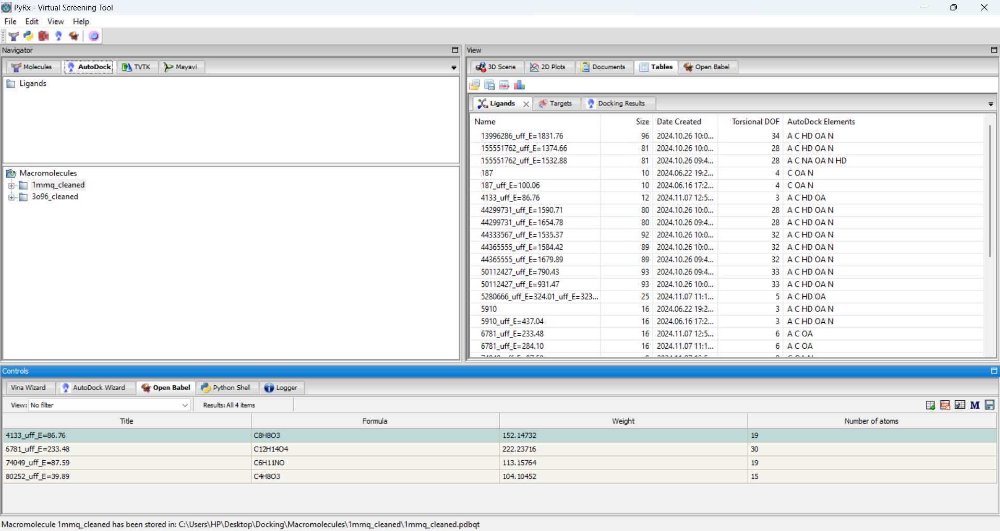 PyRx - Virtual Screening Tool
File Edit View Help
Navigator
Molecules AutoDock TVTK Mayavi
Ligands
Macromolecules
1mmq_cleaned
3o96_cleaned
View
3D Scene 2D Plots Documents Tables Open Babel
Ligands Targets Docking Results
Name Size Date Created Torsional DOF AutoDock Elements
13996286_uff_E=1831.76 96 2024.10.26 10:0... 34 A C HD OA N
155551762_uff_E=1374.66 81 2024.10.26 10:0... 28 A C HD OA N
155551762_uff_E=1532.88 81 2024.10.26 09:4... 28 A C NA OA N HD
187 10 2024.06.22 19:2... 4 C OA N
187_uff_E=100.06 10 2024.06.16 17:2... 4 C OA N
4133_uff_E=86.76 12 2024.11.07 12:5... 3 A C HD OA
44299731_uff_E=1590.71 80 2024.10.26 10:0... 28 A C HD OA N
44299731_uff_E=1654.78 80 2024.10.26 09:4... 28 A C HD OA N
44333567_uff_E=1535.37 92 2024.10.26 10:0... 32 A C HD OA N
44365555_uff_E=1584.42 89 2024.10.26 10:0... 32 A C HD OA N
44365555_uff_E=1679.89 89 2024.10.26 09:4... 32 A C HD OA N
50112427_uff_E=790.43 93 2024.10.26 09:4... 33 A C HD OA N
50112427_uff_E=931.47 93 2024.10.26 10:0... 33 A C HD OA N
5280666_uff_E=324.01_uff_E=323... 25 2024.11.07 11:1... 5 A C HD OA
5910 16 2024.06.22 19:2... 3 A C HD OA N
5910_uff_E=437.04 16 2024.06.16 17:2... 3 A C HD OA N
6781_uff_E=233.48 16 2024.11.07 12:5... 6 A C OA
6781_uff_E=284.10 16 2024.11.07 11:1... 6 A C OA
Controls
Vina Wizard AutoDock Wizard Open Babel Python Shell Logger
View: No filter Results: All 4 items M
Title Formula Weight Number of atoms
4133_uff_E=86.76 C8H8O3 152.14732 19
6781_uff_E=233.48 C12H14O4 222.23716 30
74049_uff_E=87.59 C6H11NO 113.15764 19
80252_uff_E=39.89 C4H8O3 104.10452 15
Macromolecule 1mmq_cleaned has been stored in: C:\Users\HP\Desktop\Docking\Macromolecules\1mmq_cleaned\1mmq_cleaned.pdbqt